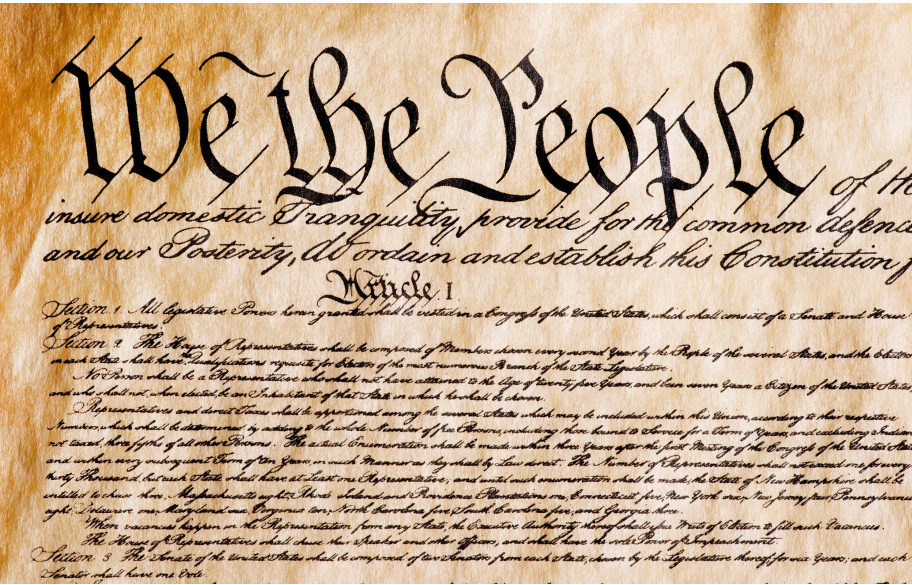 We the People of the
insure domestic Tranquility, provide for the common defence
and our Posterity, do ordain and establish this Constitution f
Article I
Section 1. All legislative Powers herein granted shall be vested in a Congress of the United States, which shall consist of a Senate and House
of Representatives
Section 2 The House of Representatives shall be composed of Members chosen every second Year by the People of the several States, and the Electors
in each State shall have Qualifications requisite for Electors of the most numerous Branch of the State Legislature.
No Person shall be a Representative who shall not have attained to the Age of twenty five Years, and been seven Years a Citizen of the United States
and who shall not, when elected, be an Inhabitant of that State in which he shall be chosen.
Representatives and direct Taxes shall be apportioned among the several States which may be included within this Union, according to their respective
Numbers, which shall be determined by adding to the whole Number of free Persons, including those bound to Service for a Term of Years, and excluding Indians
not taxed, three fifths of all other Persons. The actual Enumeration shall be made within three Years after the first Meeting of the Congress of the United States
and within every subsequent Term of ten Years, in such Manner as they shall by Law direct. The Number of Representatives shall not exceed one for every
thirty Thousand, but each State shall have at Least one Representative; and until such enumeration shall be made, the State of New Hampshire shall be
entitled to chuse three, Massachusetts eight, Rhode Island and Providence Plantations one, Connecticut five, New York six, New Jersey four, Pennsylvania
eight, Delaware one, Maryland six, Virginia ten, North Carolina five, South Carolina five, and Georgia three.
When vacancies happen in the Representation from any State, the Executive Authority thereof shall issue Writs of Election to fill such Vacancies.
The House of Representatives shall chuse their Speaker and other Officers, and shall have the sole Power of Impeachment.
Section 3 The Senate of the United States shall be composed of two Senators from each State, chosen by the Legislature thereof, for six Years; and each
Senator shall have one Vote.